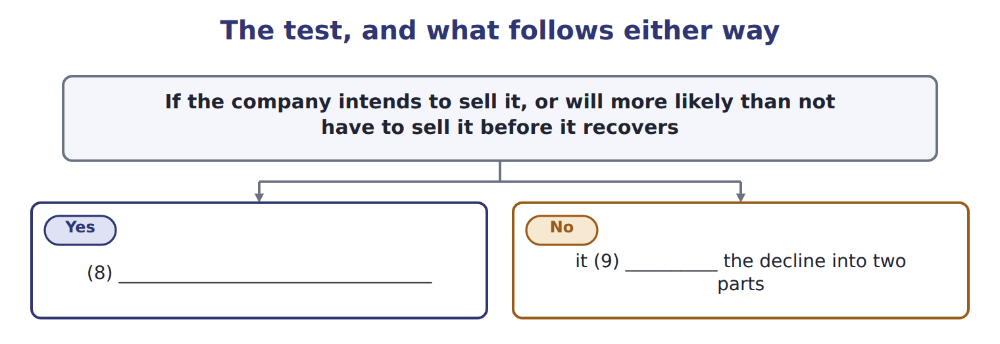 The test, and what follows either way
If the company intends to sell it, or will more likely than not
have to sell it before it recovers
Yes
(8) __________________________________
No
it (9) __________ the decline into two
parts